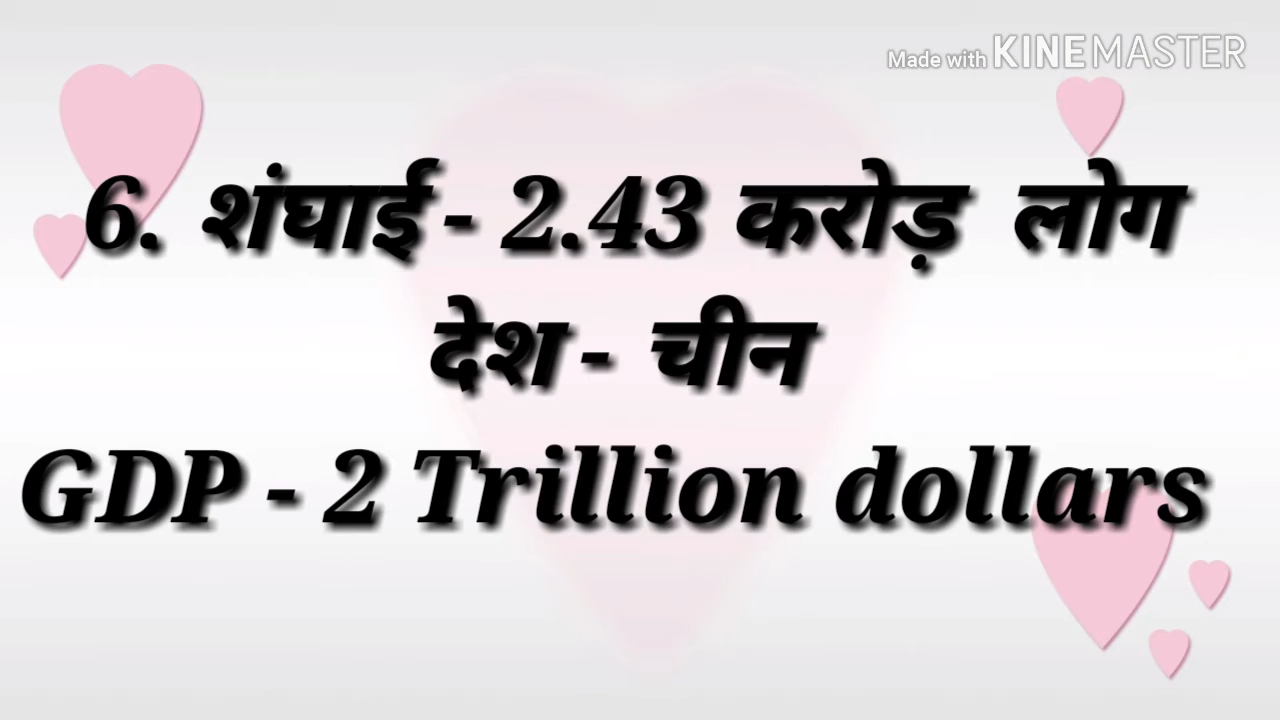 Made with KINEMASTER
6. शंघाई - 2.43 करोड़ लोग
देश - चीन
GDP - 2 Trillion dollars